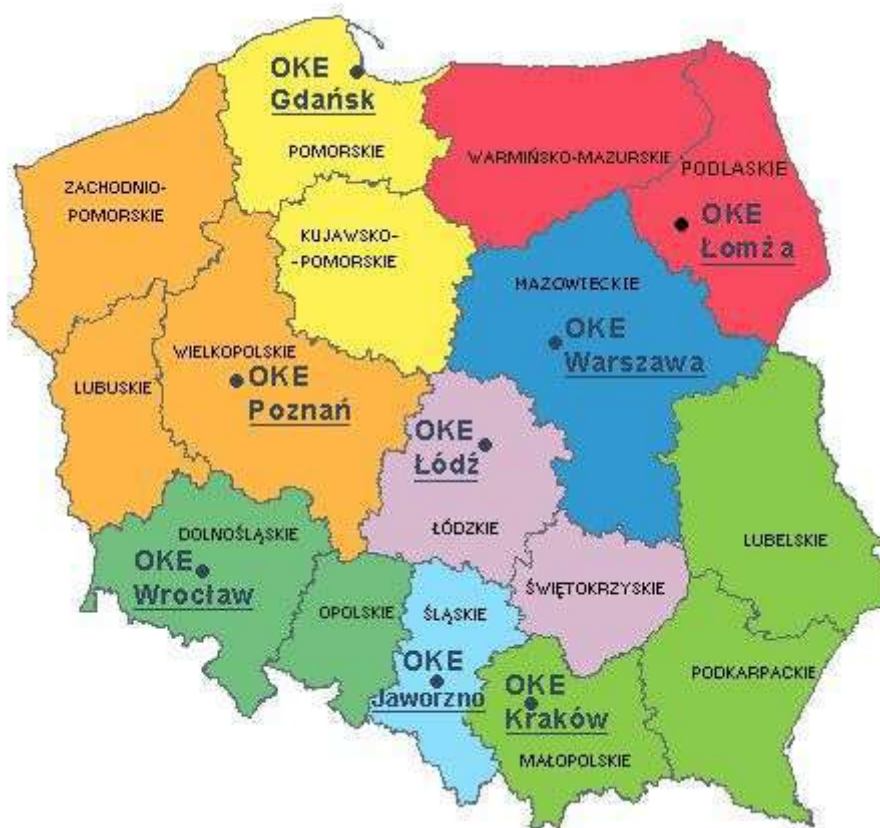 OKE
Gdańsk
POMORSKIE
WARMIŃSKO-MAZURSKIE
PODLASKIE
ZACHODNIO-
POMORSKIE
OKE
Łomża
KUJAWSKO-
-POMORSKIE
MAZOWIECKIE
OKE
Warszawa
WIELKOPOLSKIE
OKE
Poznań
LUBUSKIE
OKE
Łódź
ŁÓDZKIE
DOLNOŚLĄSKIE
OKE
Wrocław
LUBELSKIE
ŚWIĘTOKRZYSKIE
OPOLSKIE
ŚLĄSKIE
OKE
Jaworzno
OKE
Kraków
MAŁOPOLSKIE
PODKARPACKIE